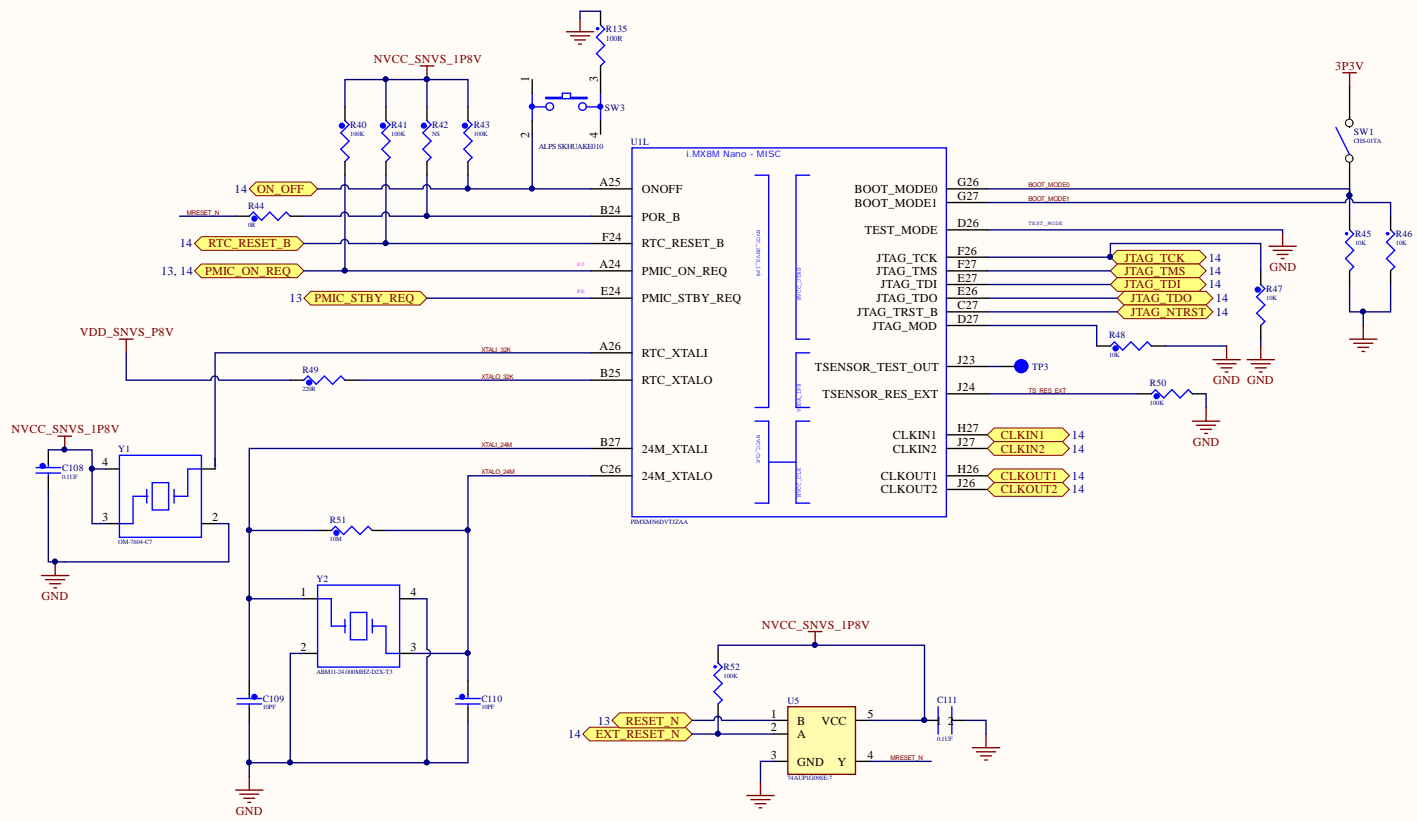 R135
100R
NVCC_SNVS_1P8V
3P3V
1
3
SW3
2
4
ALPS SKHUAKE010
R40
100K
R41
100K
R42
NS
R43
100K
SW1
CHS-01TA
U1L
i.MX8M Nano - MISC
14 ON_OFF
A25 ONOFF
BOOT_MODE0 G26 BOOT_MODE0
BOOT_MODE1 G27 BOOT_MODE1
MRESET_N
R44
0R
B24 POR_B
TEST_MODE D26 TEST_MODE
GND
R45
10K
R46
10K
14 RTC_RESET_B
F24 RTC_RESET_B
JTAG_TCK F26 JTAG_TCK 14
13, 14 PMIC_ON_REQ
PU
A24 PMIC_ON_REQ
JTAG_TMS F27 JTAG_TMS 14
JTAG_TDI E27 JTAG_TDI 14
13 PMIC_STBY_REQ
E24 PMIC_STBY_REQ
JTAG_TDO E26 JTAG_TDO 14
JTAG_TRST_B C27 JTAG_NTRST 14
JTAG_MOD D27
R47
10K
R48
10K
GND GND
NVCC_JTAG
VDD_SNVS_P8V
XTALI_32K
A26 RTC_XTALI
R49
220R
XTALO_32K
B25 RTC_XTALO
TSENSOR_TEST_OUT J23 TP3
TSENSOR_RES_EXT J24 TS_RES_EXT
R50
100K
GND
VDDA_1P8
NVCC_SNVS_1P8V
C108
0.1UF
Y1
4
1
3
2
OM-7604-C7
GND
XTALI_24M
B27 24M_XTALI
XTALO_24M
C26 24M_XTALO
NVCC_CLK
NVCC_CLK
CLKIN1 H27 CLKIN1 14
CLKIN2 J27 CLKIN2 14
CLKOUT1 H26 CLKOUT1 14
CLKOUT2 J26 CLKOUT2 14
PIMXMN6DVTJZAA
R51
10M
Y2
1
4
2
3
ABM11-24.000MHZ-D2X-T3
C109
10PF
C110
10PF
GND
NVCC_SNVS_1P8V
R52
100K
U5
13 RESET_N
14 EXT_RESET_N
1 B VCC 5
2 A
3 GND Y 4
MRESET_N
74AUP1G09SE-7
C111
1 2
0.1UF